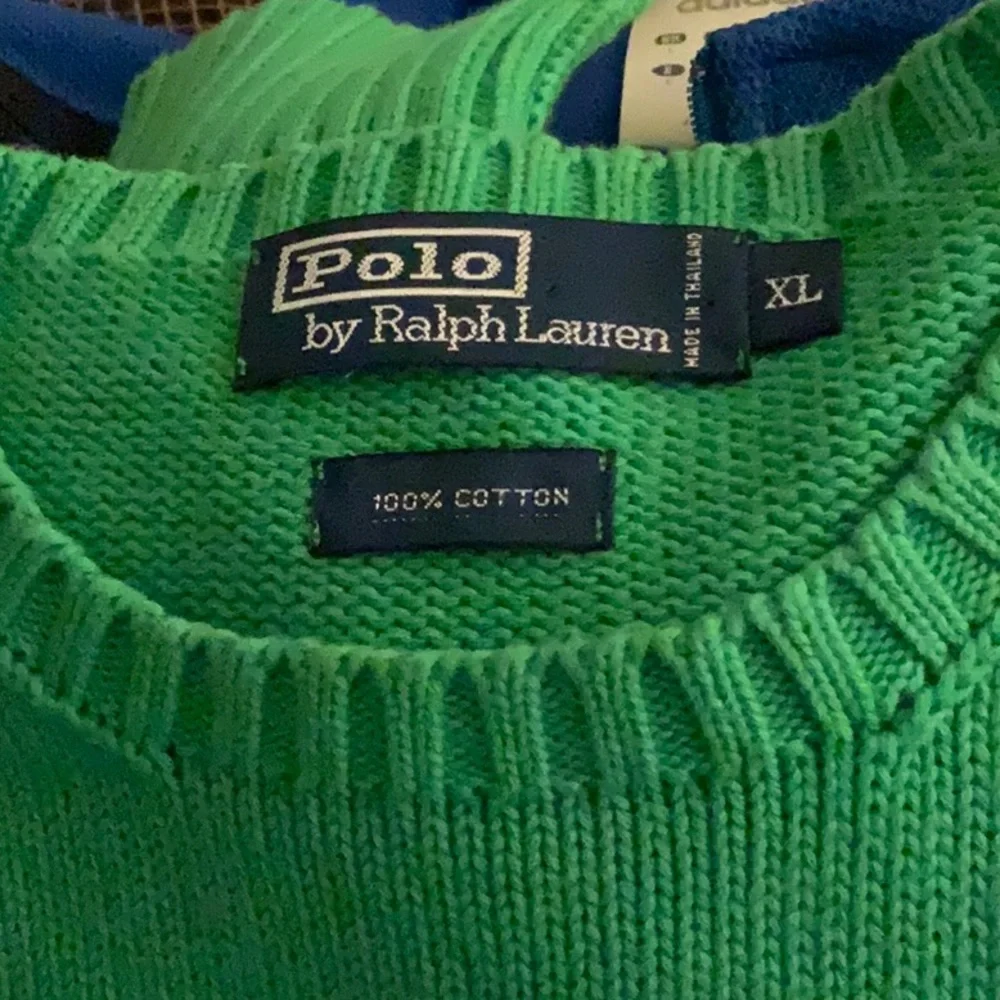 Polo
by Ralph Lauren
MADE IN THAILAND
XL
100% COTTON